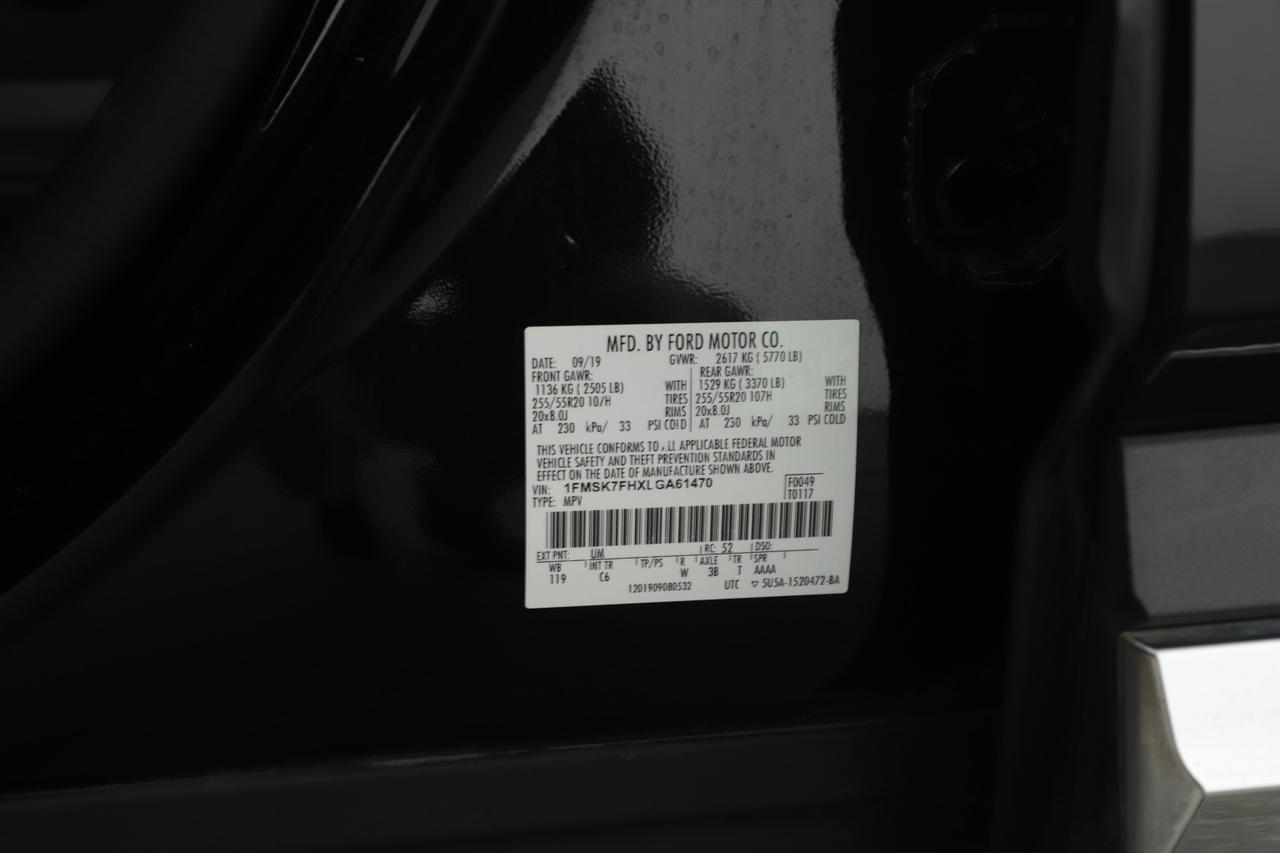 MFD. BY FORD MOTOR CO.
DATE: 09/19 GVWR: 2617 KG ( 5770 LB)
FRONT GAWR: REAR GAWR:
1136 KG ( 2505 LB) WITH 1529 KG ( 3370 LB) WITH
255/55R20 10/H TIRES 255/55R20 107H TIRES
20x8.0J RIMS 20x8.0J RIMS
AT 230 kPa/ 33 PSI COLD AT 230 kPa/ 33 PSI COLD
THIS VEHICLE CONFORMS TO ALL APPLICABLE FEDERAL MOTOR
VEHICLE SAFETY AND THEFT PREVENTION STANDARDS IN
EFFECT ON THE DATE OF MANUFACTURE SHOWN ABOVE.
VIN: 1FMSK7FHXLGA61470 F0049
TYPE: MPV T0117
EXT PNT: UM RC: 52 DSO:
WB INT TR TP/PS R AXLE TR SPR
119 C6 W 3B T AAAA
12019090B0532 UTC ▽ 5U5A-1520472-BA